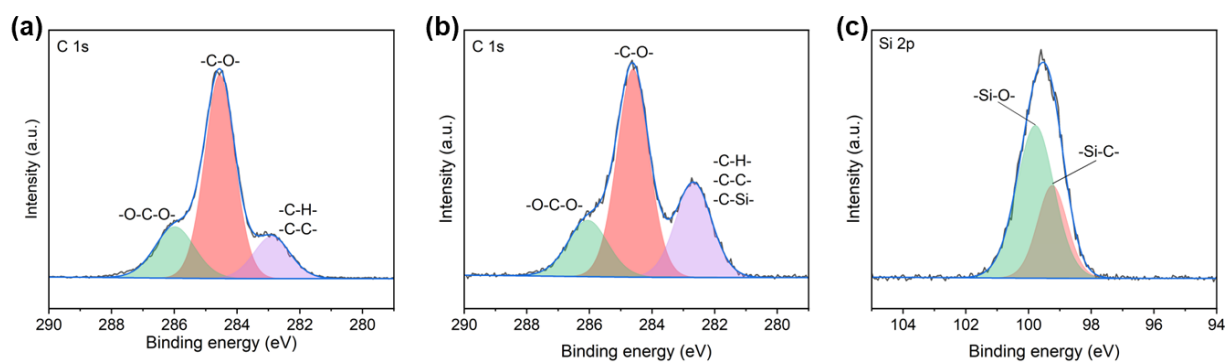 (a)
C 1s
-C-O-
-O-C-O-
-C-H-
-C-C-
Intensity (a.u.)
290 288 286 284 282 280
Binding energy (eV)
(b)
C 1s
-C-O-
-O-C-O-
-C-H-
-C-C-
-C-Si-
Intensity (a.u.)
290 288 286 284 282 280
Binding energy (eV)
(c)
Si 2p
-Si-O-
-Si-C-
Intensity (a.u.)
104 102 100 98 96 94
Binding energy (eV)